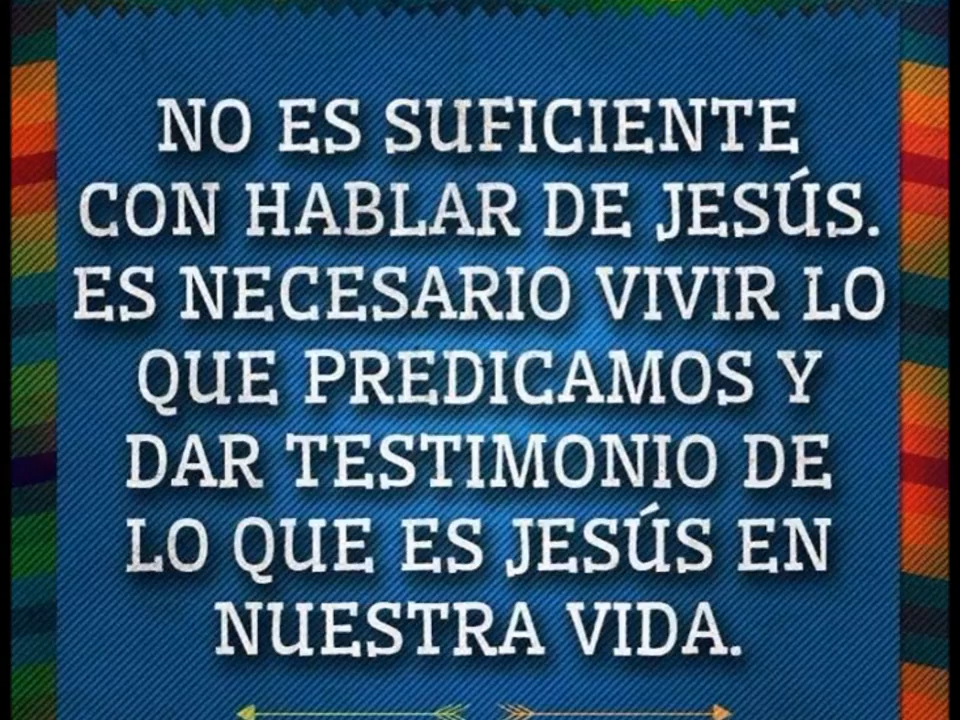 NO ES SUFICIENTE
CON HABLAR DE JESÚS.
ES NECESARIO VIVIR LO
QUE PREDICAMOS Y
DAR TESTIMONIO DE
LO QUE ES JESÚS EN
NUESTRA VIDA.